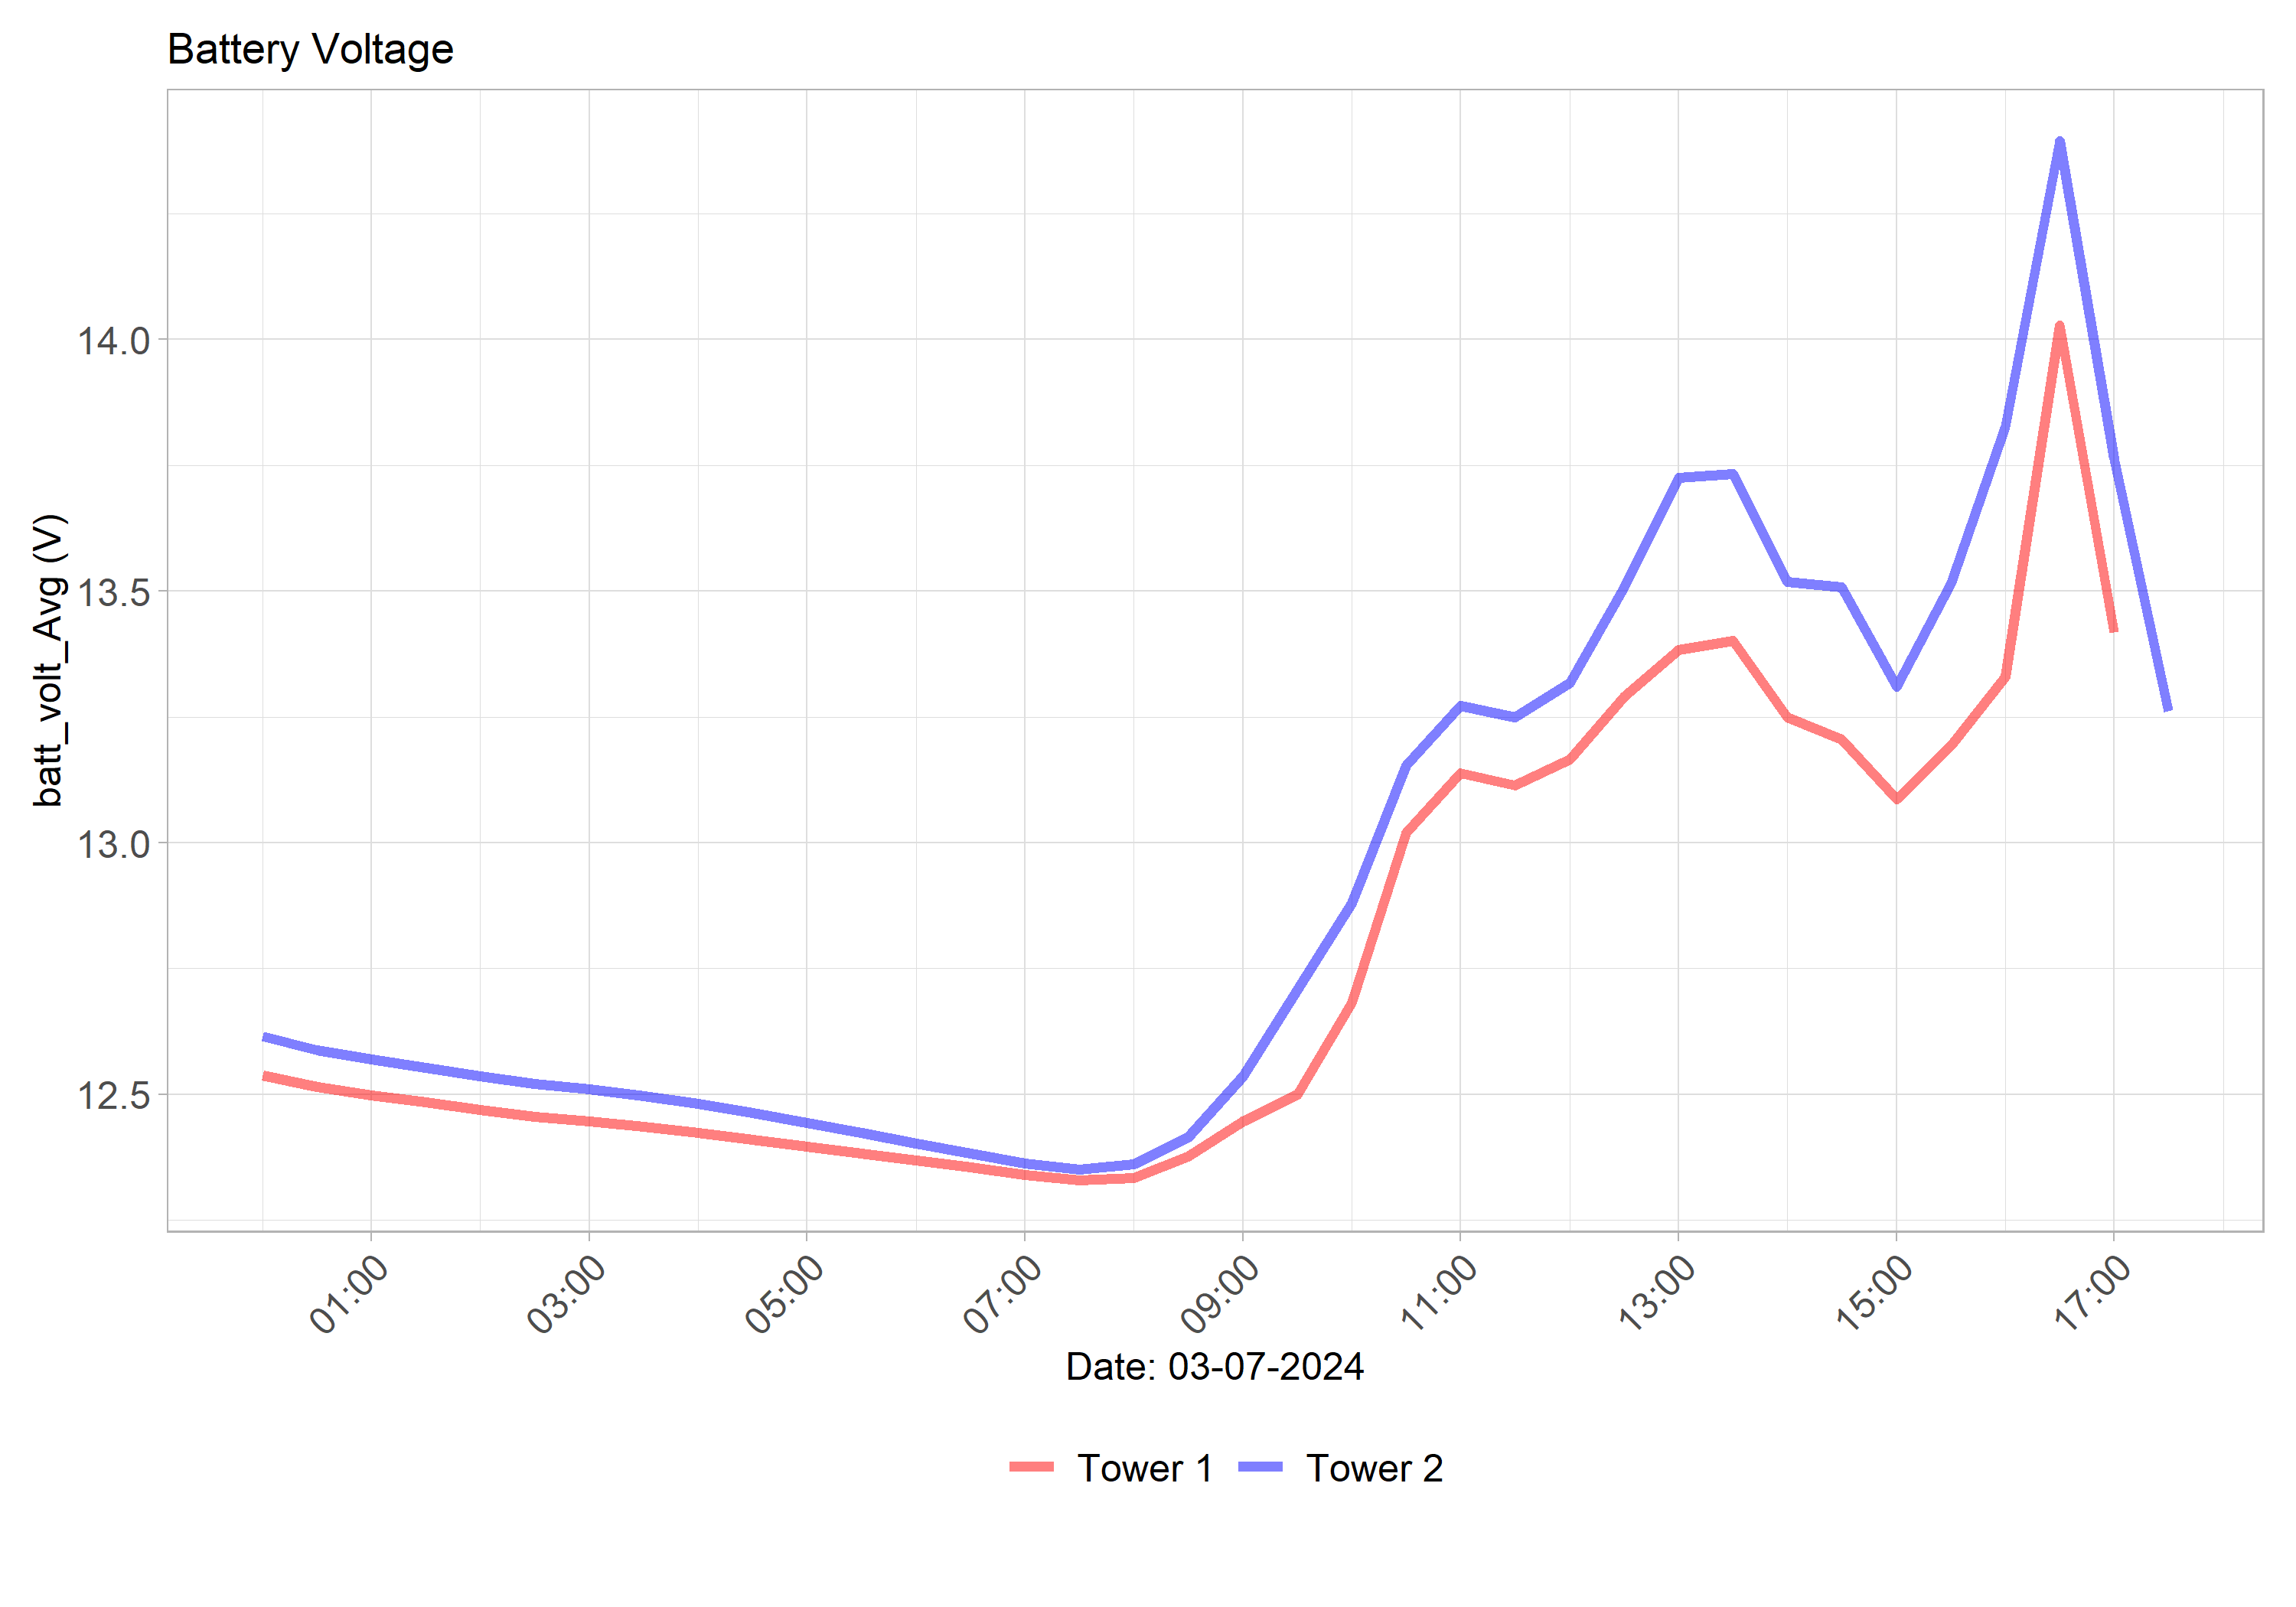 Battery Voltage
batt_volt_Avg (V)
14.0
13.5
13.0
12.5
01:00 03:00 05:00 07:00 09:00 11:00 13:00 15:00 17:00
Date: 03-07-2024
Tower 1 Tower 2